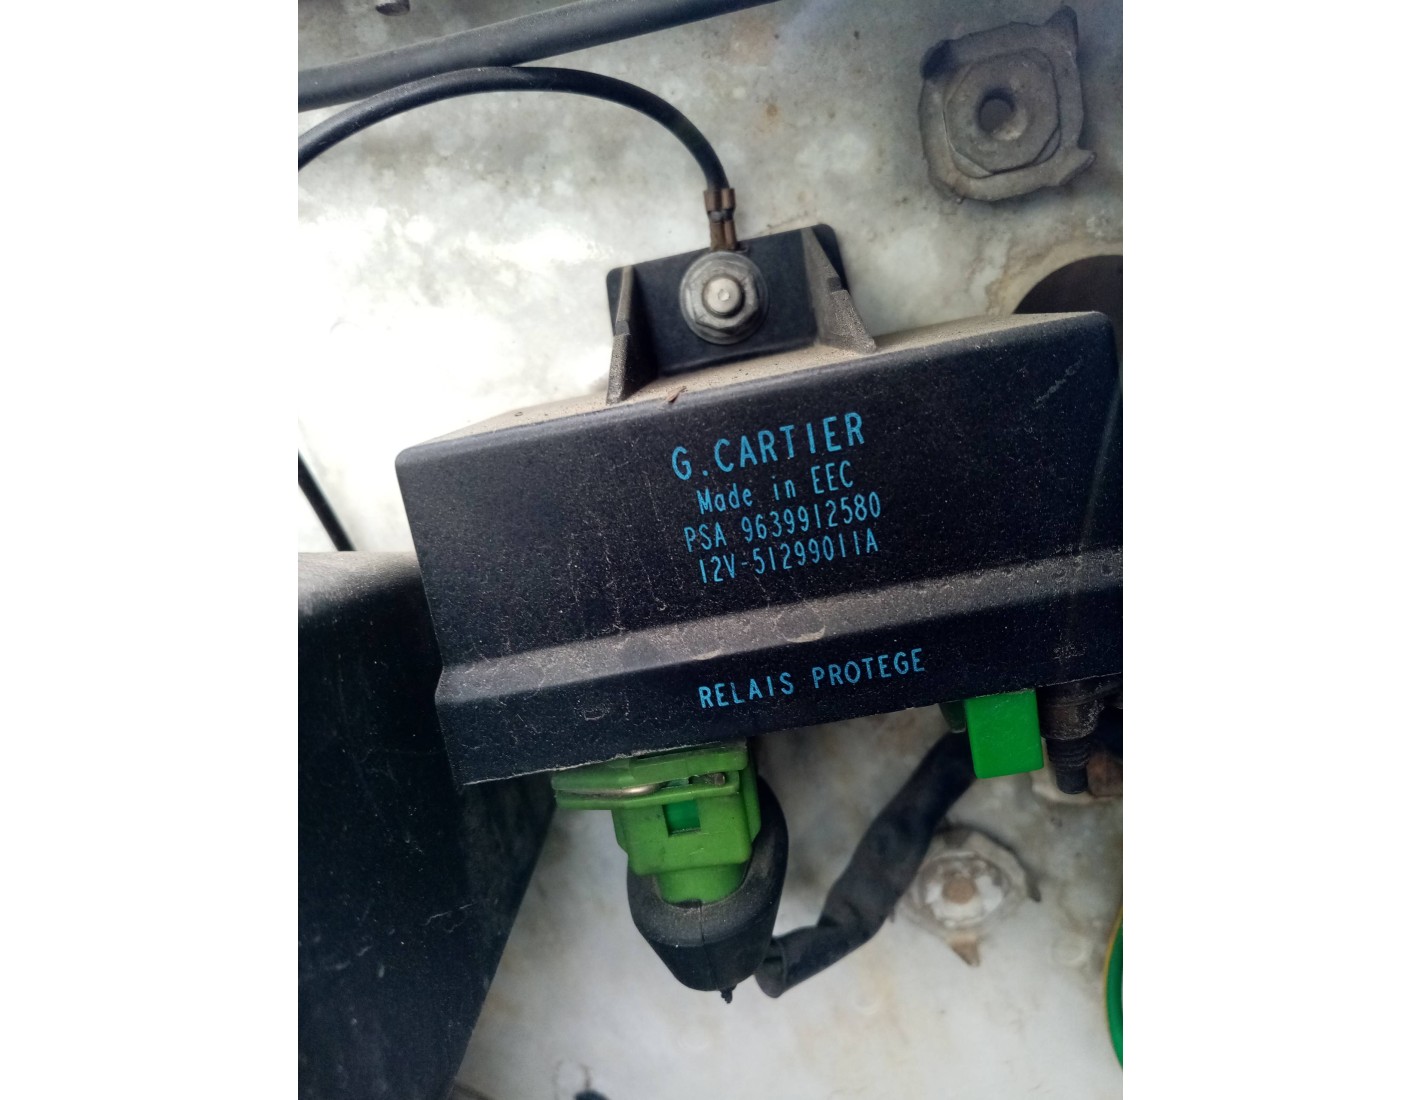 G.CARTIER
Made in EEC
PSA 9639912580
12V-51299011A
RELAIS PROTEGE